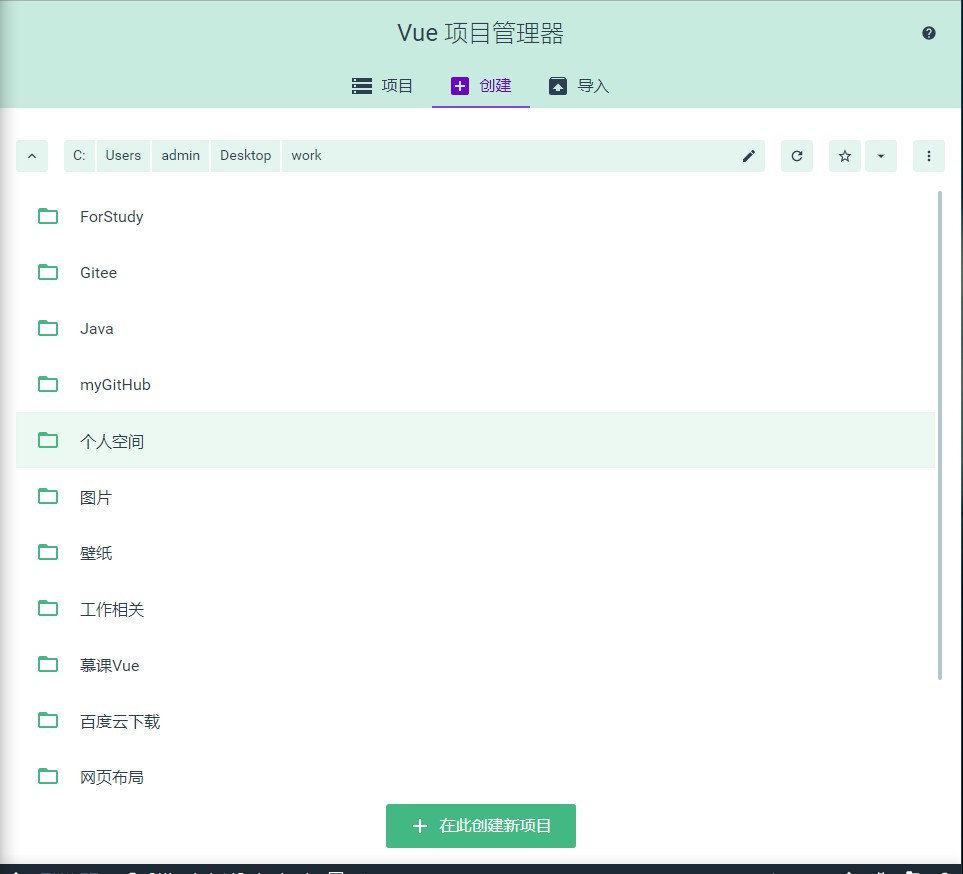 Vue 项目管理器
项目 创建 导入
C: Users admin Desktop work
ForStudy
Gitee
Java
myGitHub
个人空间
图片
壁纸
工作相关
慕课Vue
百度云下载
网页布局
在此创建新项目